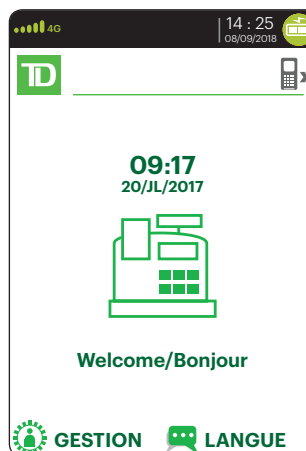 4G
14 : 25
08/09/2018
TD
09:17
20/JL/2017
Welcome/Bonjour
GESTION
LANGUE